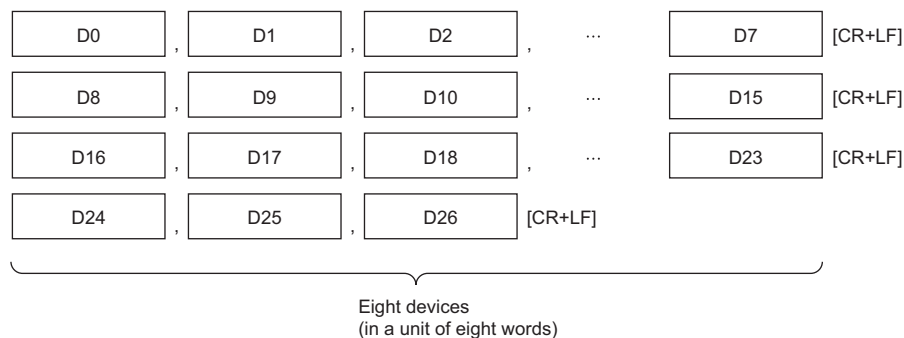 D0 , D1 , D2 , ... D7 [CR+LF]
D8 , D9 , D10 , ... D15 [CR+LF]
D16 , D17 , D18 , ... D23 [CR+LF]
D24 , D25 , D26 [CR+LF]
Eight devices
(in a unit of eight words)